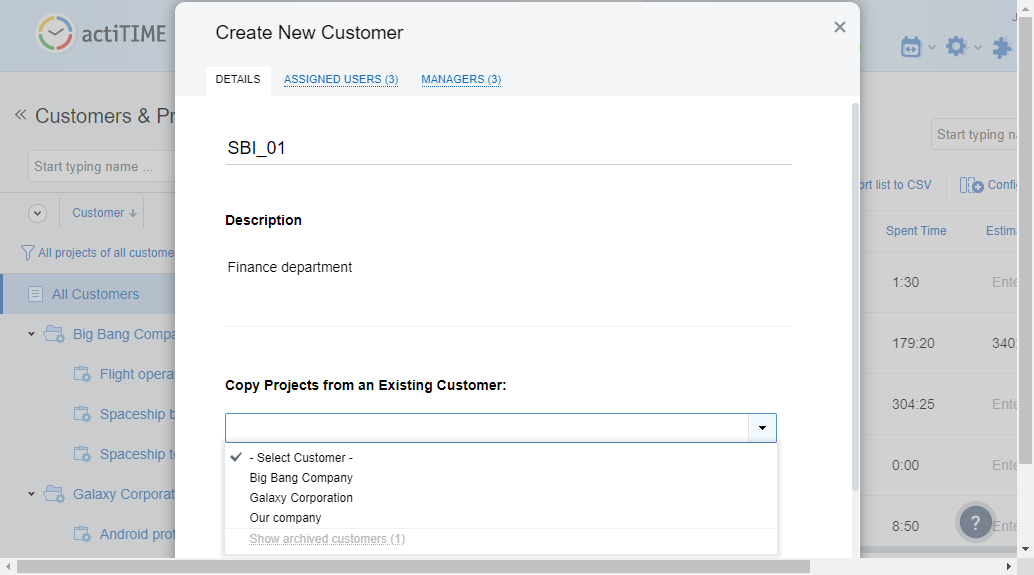 actiTIME
Create New Customer
DETAILS
ASSIGNED USERS (3)
MANAGERS (3)
Customers & Pr
Start typing name ...
Customer
All projects of all custome
All Customers
Big Bang Compa
Flight opera
Spaceship b
Spaceship t
Galaxy Corporat
Android prot
SBI_01
Description
Finance department
Copy Projects from an Existing Customer:
- Select Customer -
Big Bang Company
Galaxy Corporation
Our company
Show archived customers (1)
Start typing n
ort list to CSV
Confi
Spent Time
Estim
1:30
Ente
179:20
340:
304:25
Ente
0:00
Ente
8:50
Ente
?